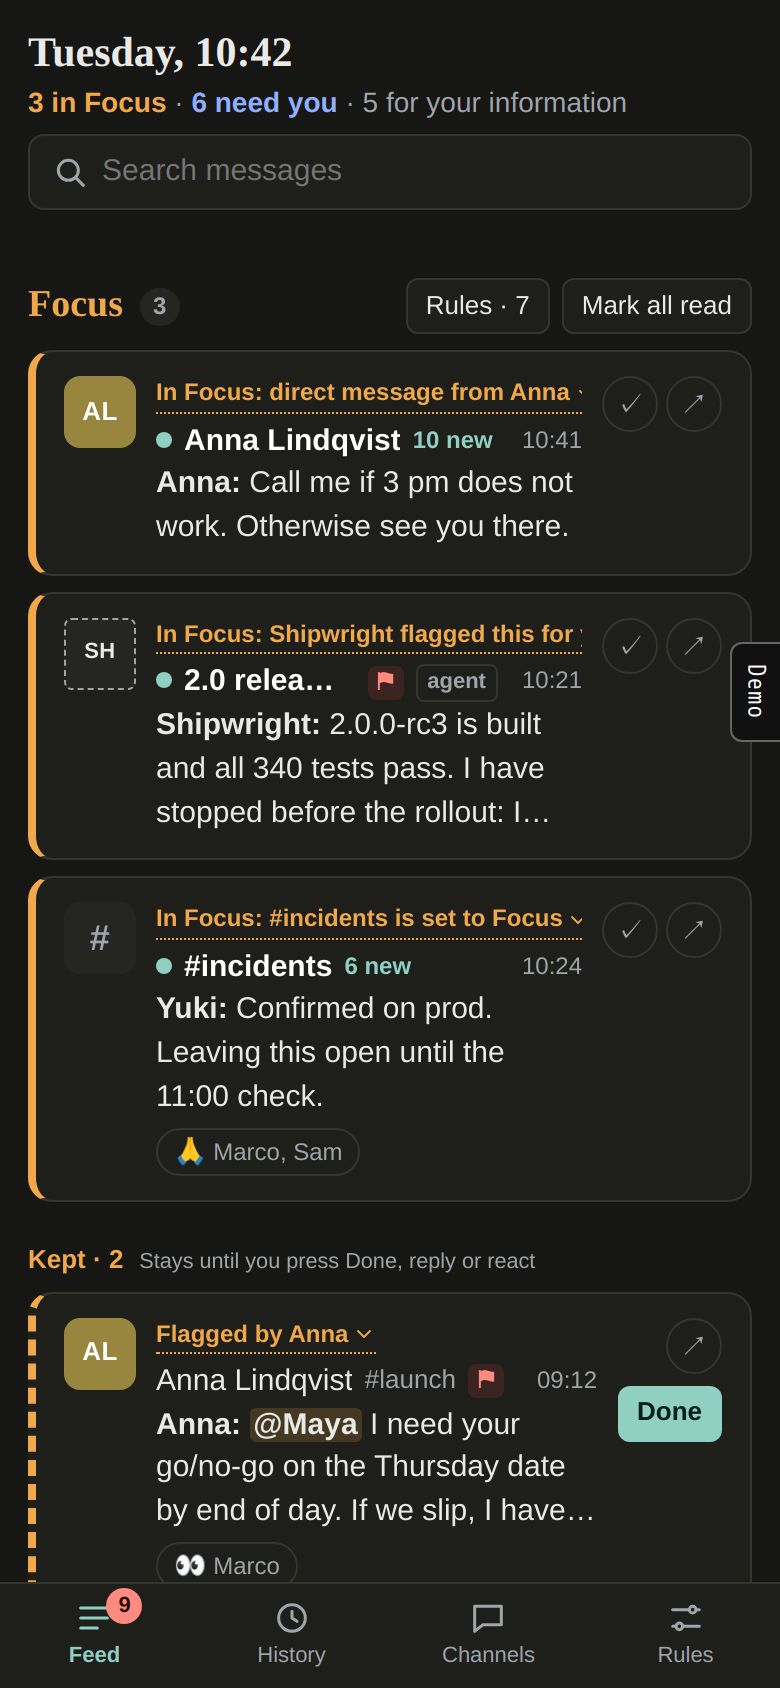 Tuesday, 10:42
3 in Focus · 6 need you · 5 for your information
Search messages
Focus 3 Rules · 7 Mark all read
AL In Focus: direct message from Anna
Anna Lindqvist 10 new 10:41
Anna: Call me if 3 pm does not
work. Otherwise see you there.
SH In Focus: Shipwright flagged this for
2.0 relea… agent 10:21
Demo
Shipwright: 2.0.0-rc3 is built
and all 340 tests pass. I have
stopped before the rollout: I…
# In Focus: #incidents is set to Focus
#incidents 6 new 10:24
Yuki: Confirmed on prod.
Leaving this open until the
11:00 check.
🙏 Marco, Sam
Kept · 2 Stays until you press Done, reply or react
AL Flagged by Anna
Anna Lindqvist #launch 09:12
Done
Anna: @Maya I need your
go/no-go on the Thursday date
by end of day. If we slip, I have…
👀 Marco
9
Feed History Channels Rules